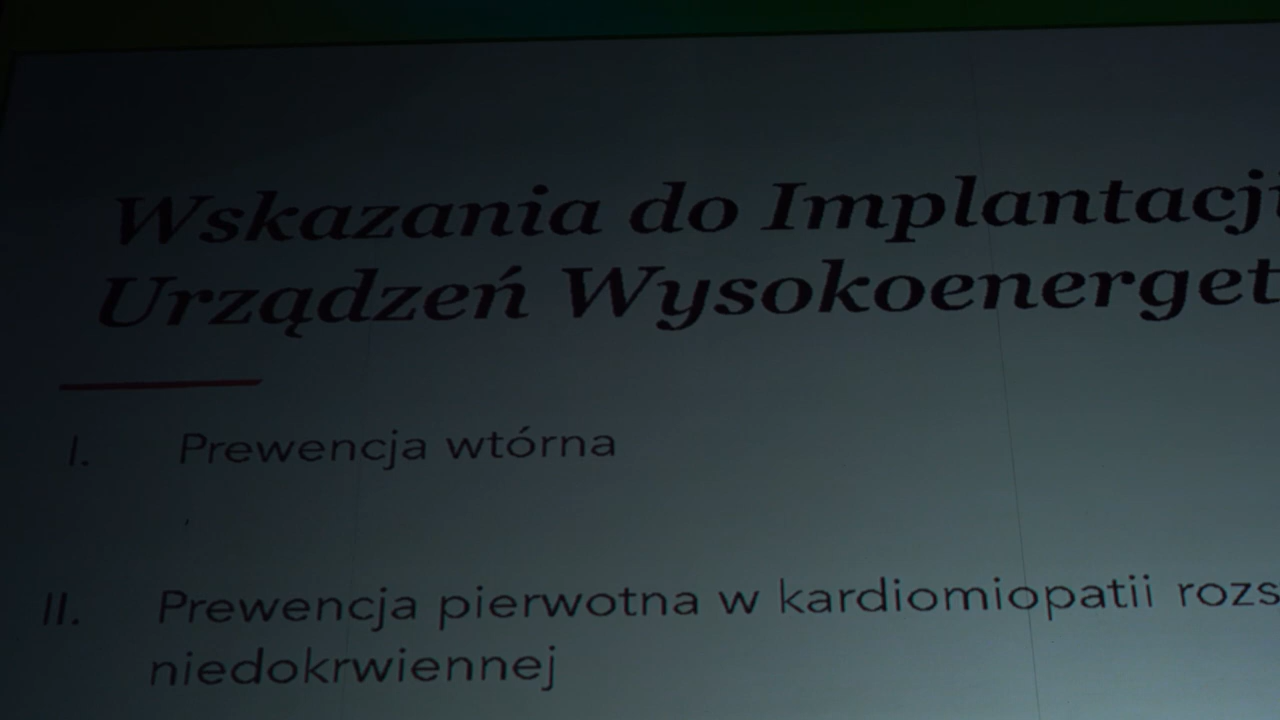 Wskazania do Implantacji
Urządzeń Wysokoenerget
I. Prewencja wtórna
II. Prewencja pierwotna w kardiomiopatii rozs
niedokrwiennej